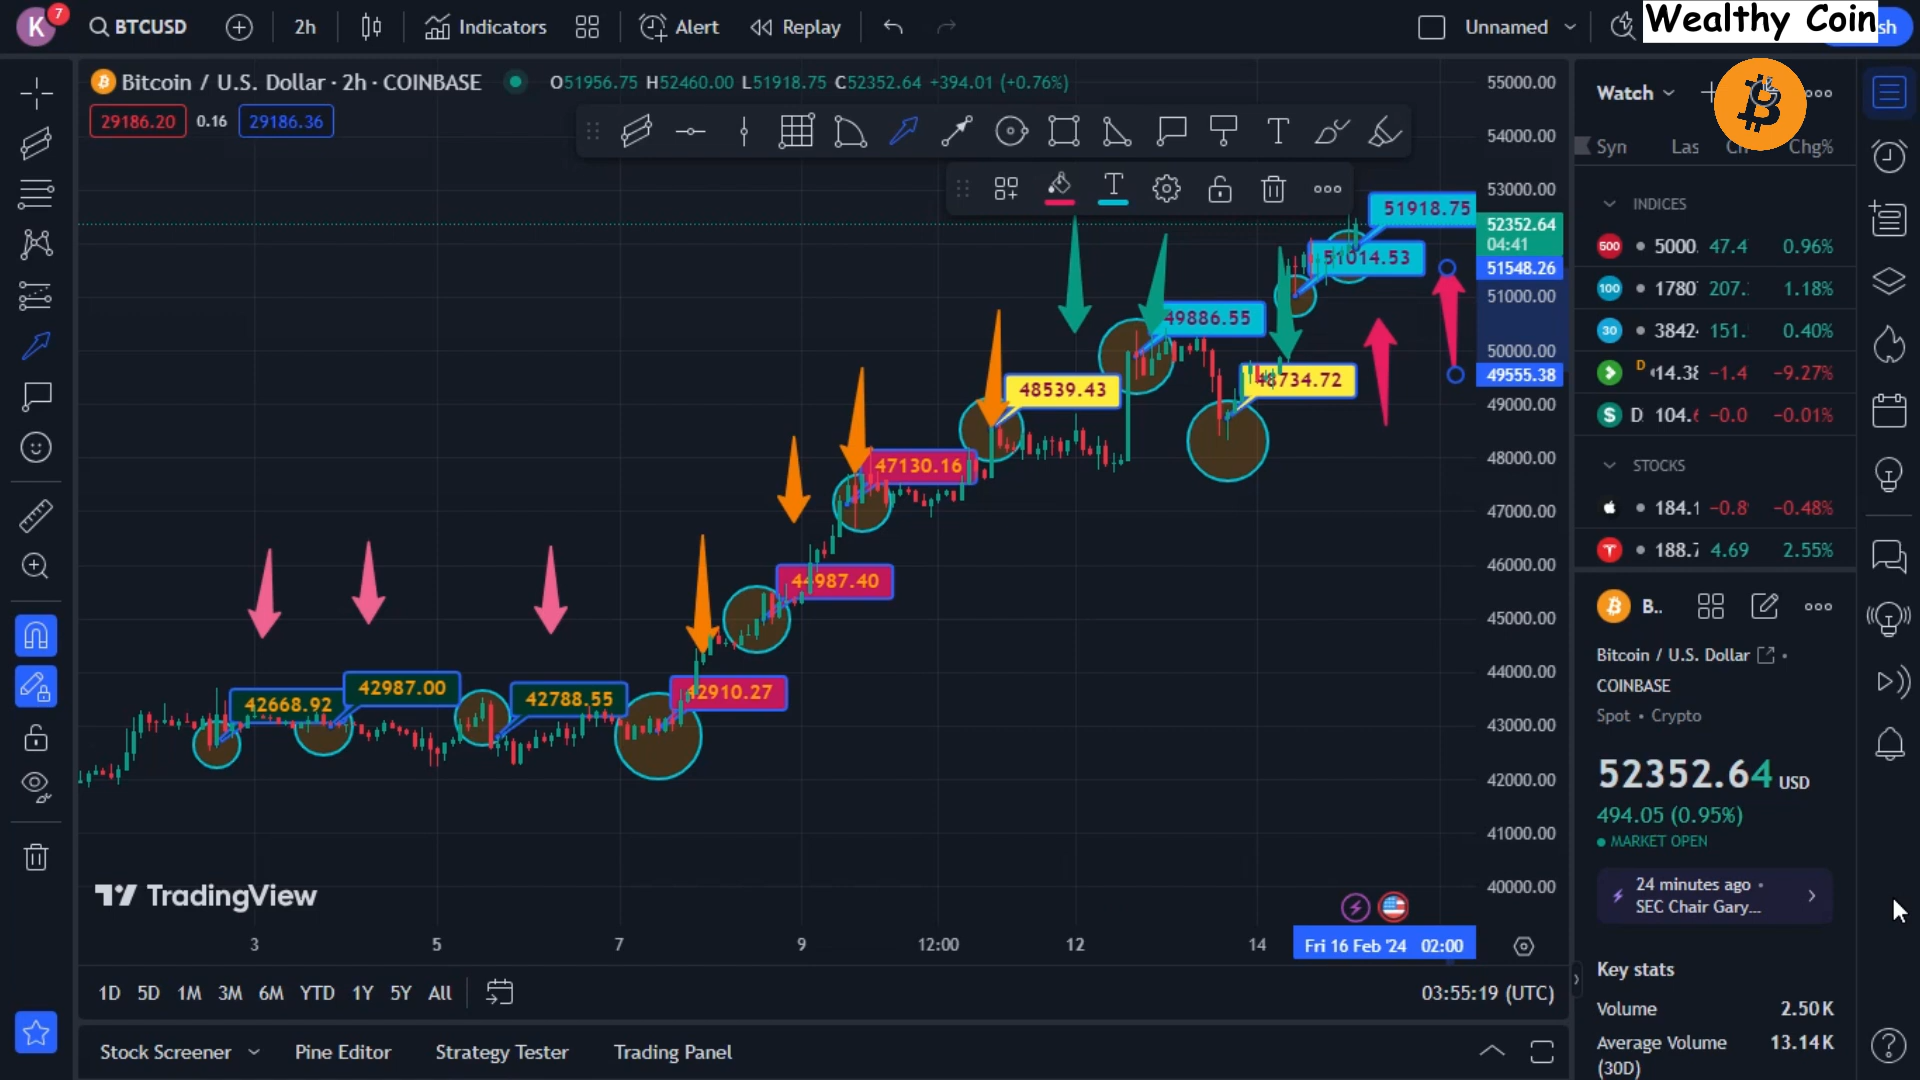 K 7 BTCUSD 2h Indicators Alert Replay Unnamed Wealthy Coin
Bitcoin / U.S. Dollar · 2h · COINBASE O51956.75 H52460.00 L51918.75 C52352.64 +394.01 (+0.76%)
29186.20 0.16 29186.36
Watch
Syn Las Chg%
INDICES
500 5000. 47.4 0.96%
100 1780 207. 1.18%
30 3842 151. 0.40%
D 14.38 −1.4 −9.27%
D 104. −0.0 −0.01%
STOCKS
184.1 −0.8 −0.48%
188.7 4.69 2.55%
55000.00
54000.00
53000.00
52352.64
04:41
51548.26
51000.00
50000.00
49555.38
49000.00
48000.00
47000.00
46000.00
45000.00
44000.00
43000.00
42000.00
41000.00
40000.00
51918.75
51014.53
49886.55
48734.72
48539.43
47130.16
44987.40
42668.92
42987.00
42788.55
42910.27
TradingView
3 5 7 9 12:00 12 14 Fri 16 Feb '24 02:00
B..
Bitcoin / U.S. Dollar
COINBASE
Spot • Crypto
52352.64 USD
494.05 (0.95%)
MARKET OPEN
24 minutes ago •
SEC Chair Gary...
Key stats
Volume 2.50K
Average Volume 13.14K
(30D)
1D 5D 1M 3M 6M YTD 1Y 5Y All 03:55:19 (UTC)
Stock Screener Pine Editor Strategy Tester Trading Panel